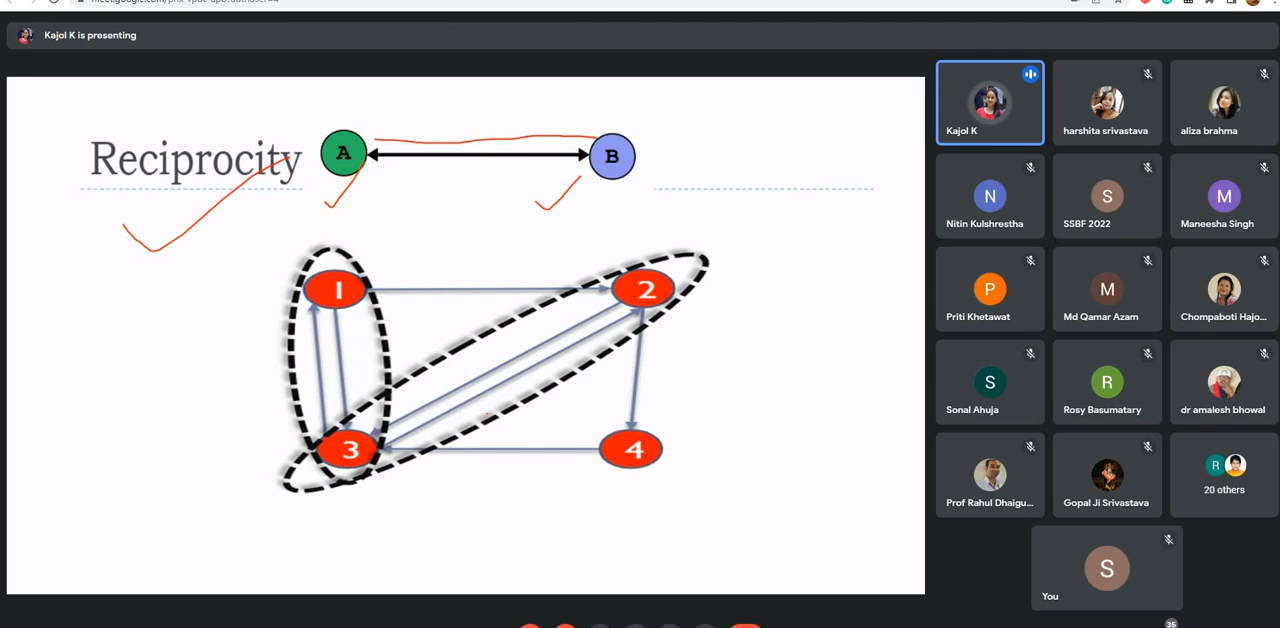 Kajol K is presenting
Reciprocity
A
B
1
2
3
4
Kajol K
harshita srivastava
aliza brahma
N
S
M
Nitin Kulshrestha
SSBF 2022
Maneesha Singh
P
M
Priti Khetawat
Md Qamar Azam
Chompaboti Hajo...
S
R
Sonal Ahuja
Rosy Basumatary
dr amalesh bhowal
R
Prof Rahul Dhaigu...
Gopal Ji Srivastava
20 others
S
You
36